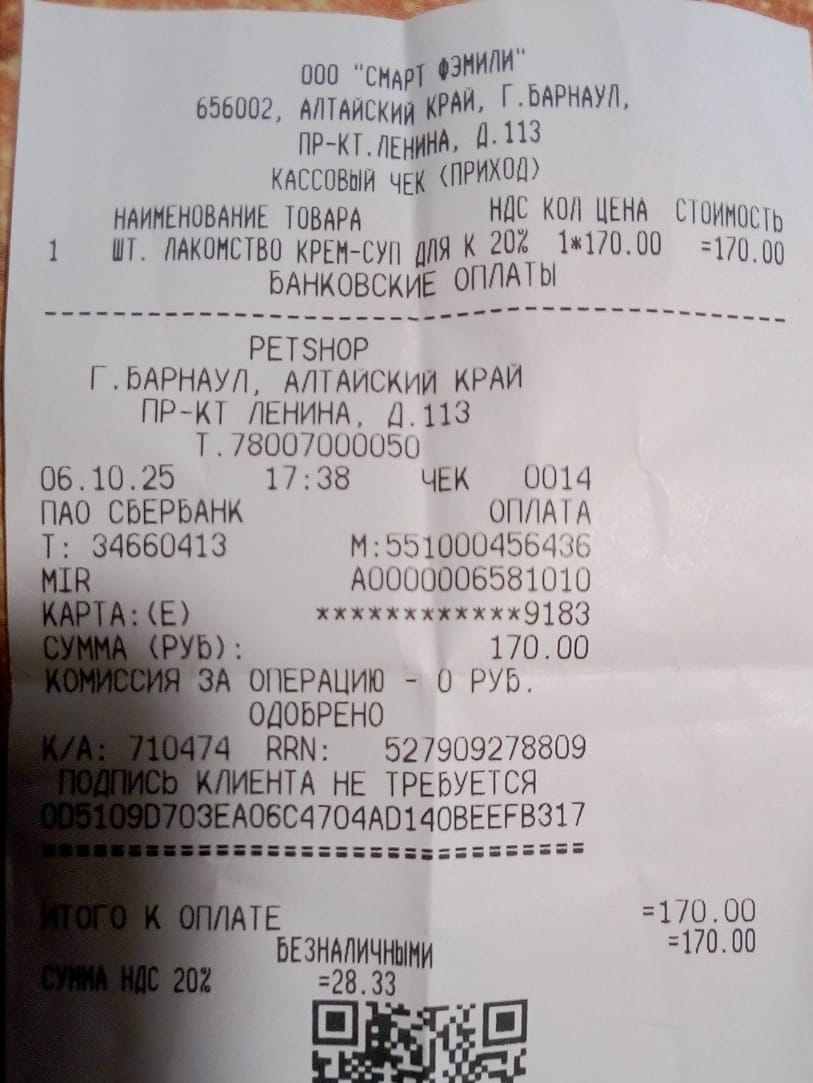 ООО "СМАРТ ФЭМИЛИ"
656002, АЛТАЙСКИЙ КРАЙ, Г.БАРНАУЛ,
ПР-КТ.ЛЕНИНА, Д.113
КАССОВЫЙ ЧЕК (ПРИХОД)
НАИМЕНОВАНИЕ ТОВАРА НДС КОЛ ЦЕНА СТОИМОСТЬ
1 ШТ. ЛАКОМСТВО КРЕМ-СУП ДЛЯ К 20% 1*170.00 =170.00
БАНКОВСКИЕ ОПЛАТЫ
PETSHOP
Г.БАРНАУЛ, АЛТАЙСКИЙ КРАЙ
ПР-КТ ЛЕНИНА, Д.113
Т.78007000050
06.10.25 17:38 ЧЕК 0014
ПАО СБЕРБАНК ОПЛАТА
Т: 34660413 М:551000456436
MIR A0000006581010
КАРТА:(E) ************9183
СУММА (РУБ): 170.00
КОМИССИЯ ЗА ОПЕРАЦИЮ - 0 РУБ.
ОДОБРЕНО
К/А: 710474 RRN: 527909278809
ПОДПИСЬ КЛИЕНТА НЕ ТРЕБУЕТСЯ
0D5109D703EA06C4704AD140BEEFB317
================================
ИТОГО К ОПЛАТЕ =170.00
БЕЗНАЛИЧНЫМИ =170.00
СУММА НДС 20% =28.33